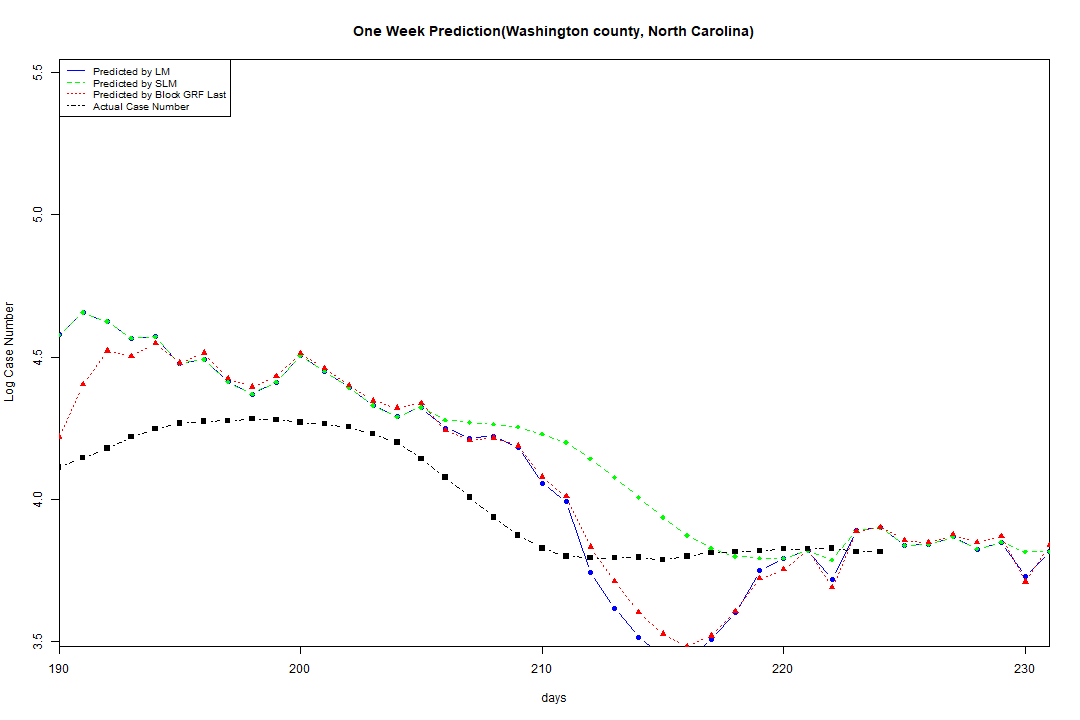 One Week Prediction(Washington county, North Carolina)
Predicted by LM
Predicted by SLM
Predicted by Block GRF Last
Actual Case Number
5.5
5.0
4.5
4.0
3.5
Log Case Number
190 200 210 220 230
days